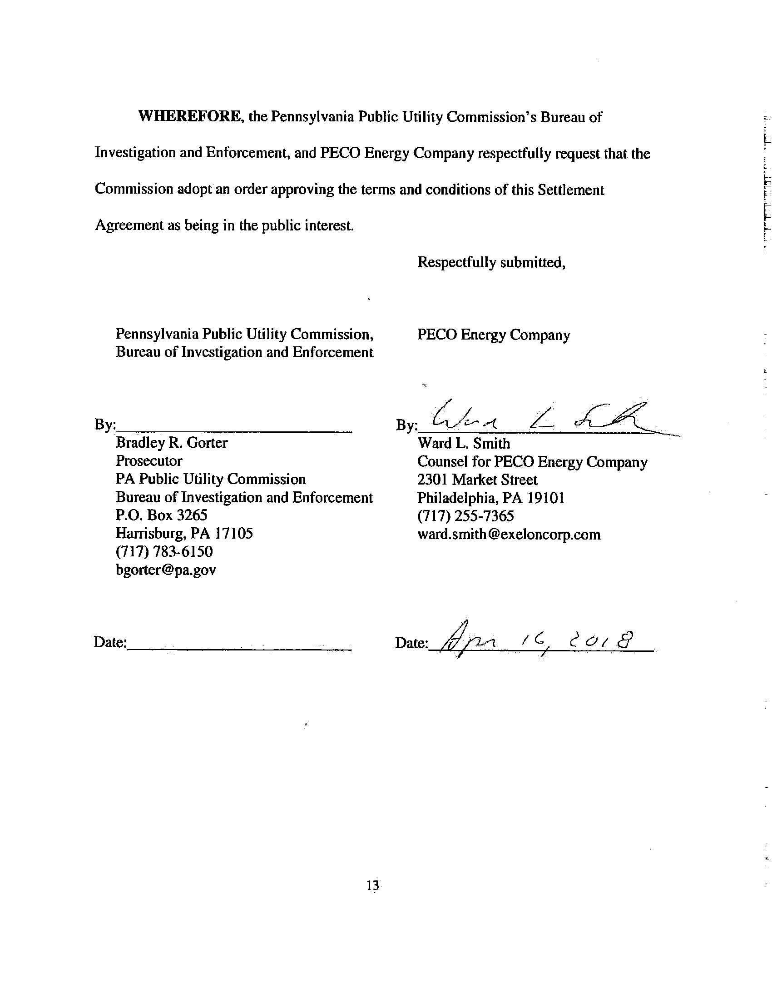 WHEREFORE, the Pennsylvania Public Utility Commission's Bureau of
Investigation and Enforcement, and PECO Energy Company respectfully request that the
Commission adopt an order approving the terms and conditions of this Settlement
Agreement as being in the public interest.
Respectfully submitted,
Pennsylvania Public Utility Commission,
Bureau of Investigation and Enforcement
PECO Energy Company
By:
Bradley R. Gorter
Prosecutor
PA Public Utility Commission
Bureau of Investigation and Enforcement
P.O. Box 3265
Harrisburg, PA 17105
(717) 783-6150
bgorter@pa.gov
By: Ward L Smith
Ward L. Smith
Counsel for PECO Energy Company
2301 Market Street
Philadelphia, PA 19101
(717) 255-7365
ward.smith@exeloncorp.com
Date:
Date: Apr 16, 2018
13